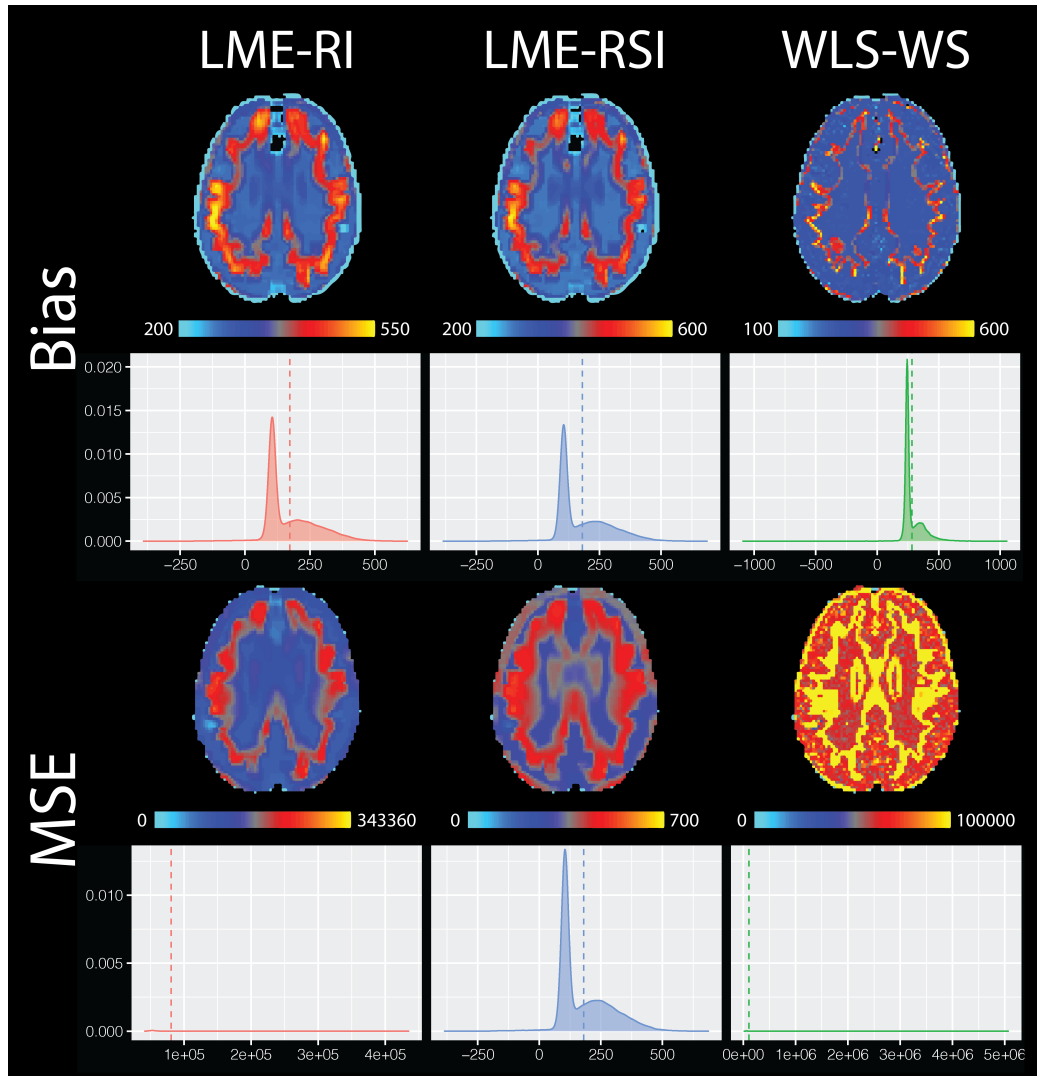 LME-RI LME-RSI WLS-WS
Bias
200 550 200 600 100 600
0.020
0.015
0.010
0.005
0.000
−250 0 250 500 −250 0 250 500 −1000 −500 0 500 1000
MSE
0 343360 0 700 0 100000
0.010
0.005
0.000
1e+05 2e+05 3e+05 4e+05 −250 0 250 500 0e+00 1e+06 2e+06 3e+06 4e+06 5e+06